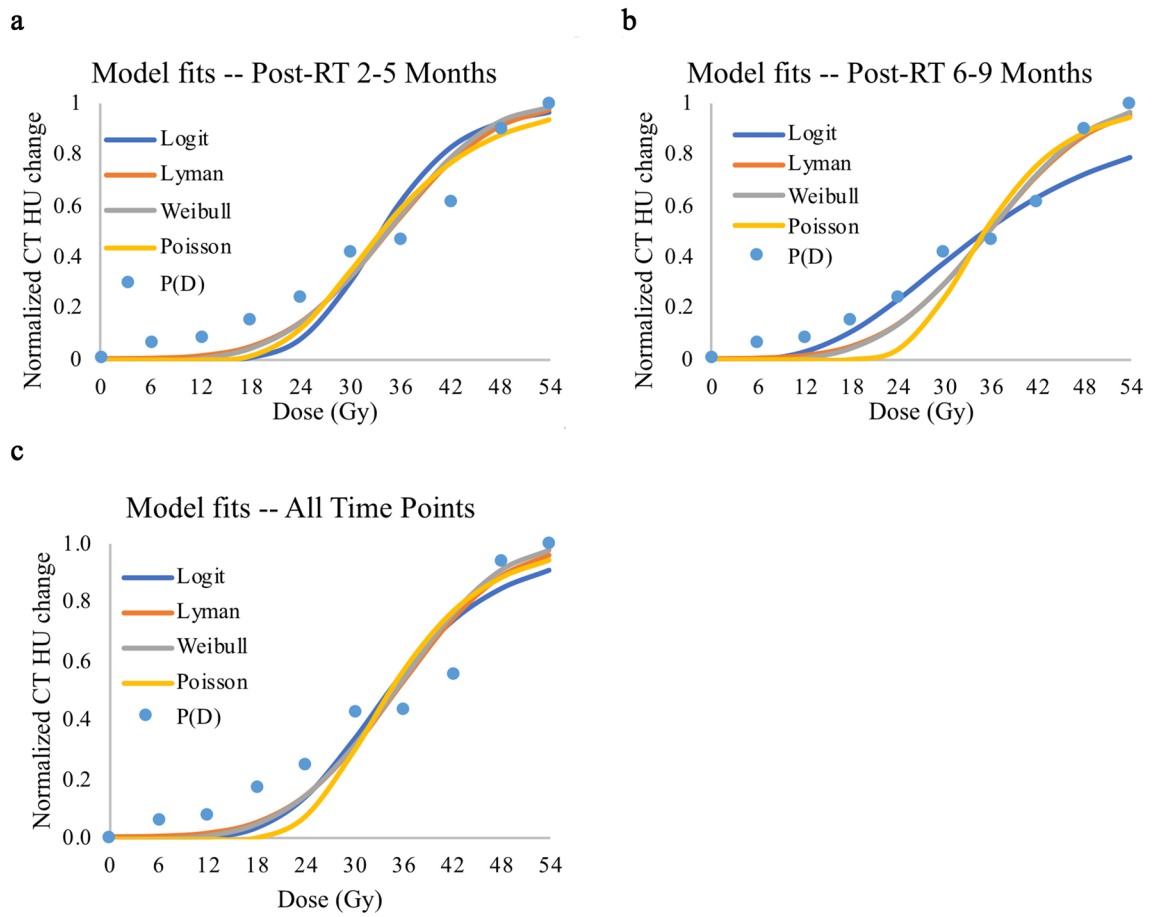 a
Model fits -- Post-RT 2-5 Months
Normalized CT HU change
1
0.8
0.6
0.4
0.2
0
Logit
Lyman
Weibull
Poisson
P(D)
0 6 12 18 24 30 36 42 48 54
Dose (Gy)
b
Model fits -- Post-RT 6-9 Months
Normalized CT HU change
1
0.8
0.6
0.4
0.2
0
Logit
Lyman
Weibull
Poisson
P(D)
0 6 12 18 24 30 36 42 48 54
Dose (Gy)
c
Model fits -- All Time Points
Normalized CT HU change
1.0
0.8
0.6
0.4
0.2
0.0
Logit
Lyman
Weibull
Poisson
P(D)
0 6 12 18 24 30 36 42 48 54
Dose (Gy)